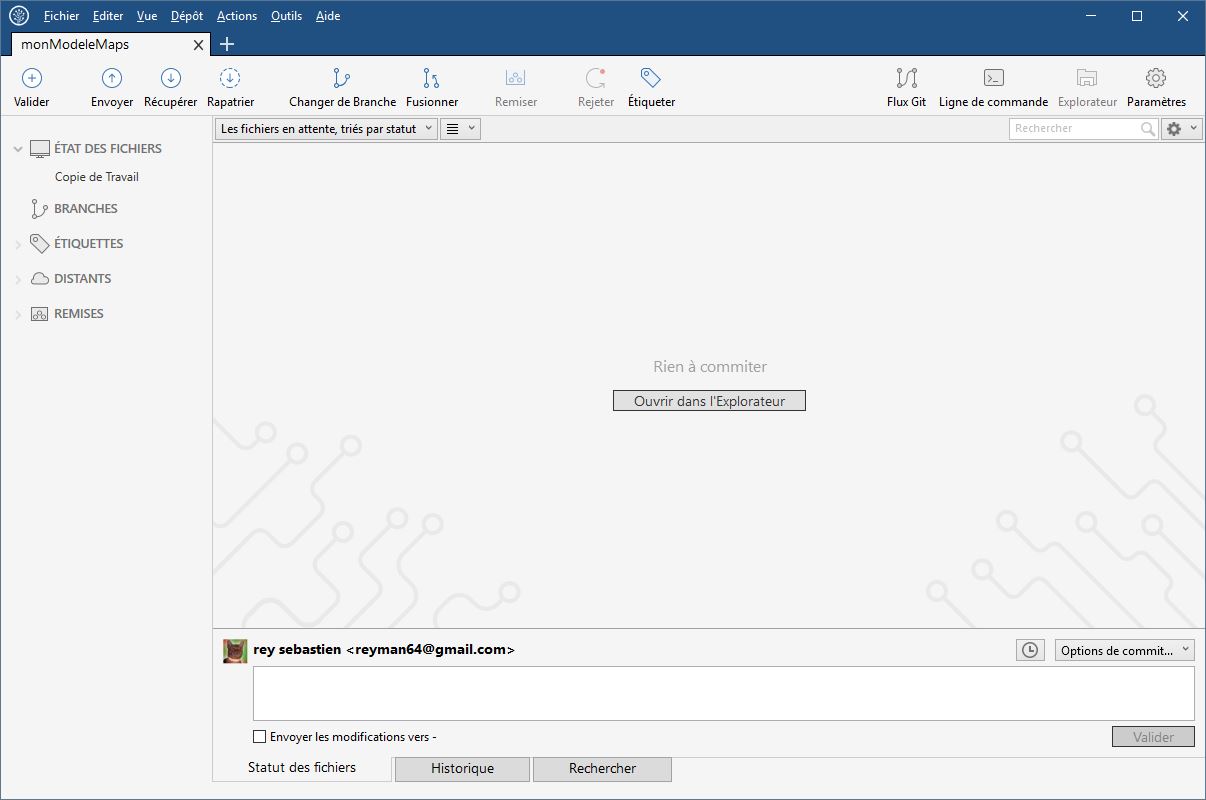 Fichier Editer Vue Dépôt Actions Outils Aide
monModeleMaps
Valider Envoyer Récupérer Rapatrier Changer de Branche Fusionner Remiser Rejeter Étiqueter Flux Git Ligne de commande Explorateur Paramètres
Les fichiers en attente, triés par statut Rechercher
ÉTAT DES FICHIERS
Copie de Travail
BRANCHES
ÉTIQUETTES
DISTANTS
REMISES
Rien à commiter
Ouvrir dans l'Explorateur
rey sebastien <reyman64@gmail.com> Options de commit...
Envoyer les modifications vers - Valider
Statut des fichiers Historique Rechercher